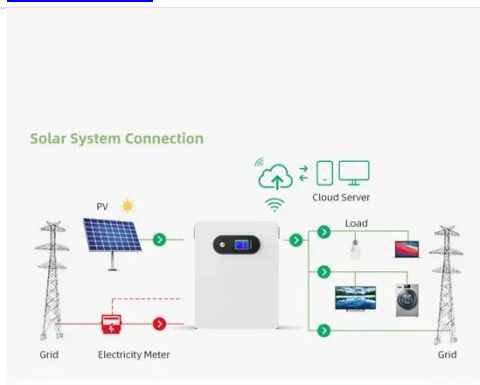 Solar System Connection
Cloud Server
PV
Load
Grid
Electricity Meter
Grid